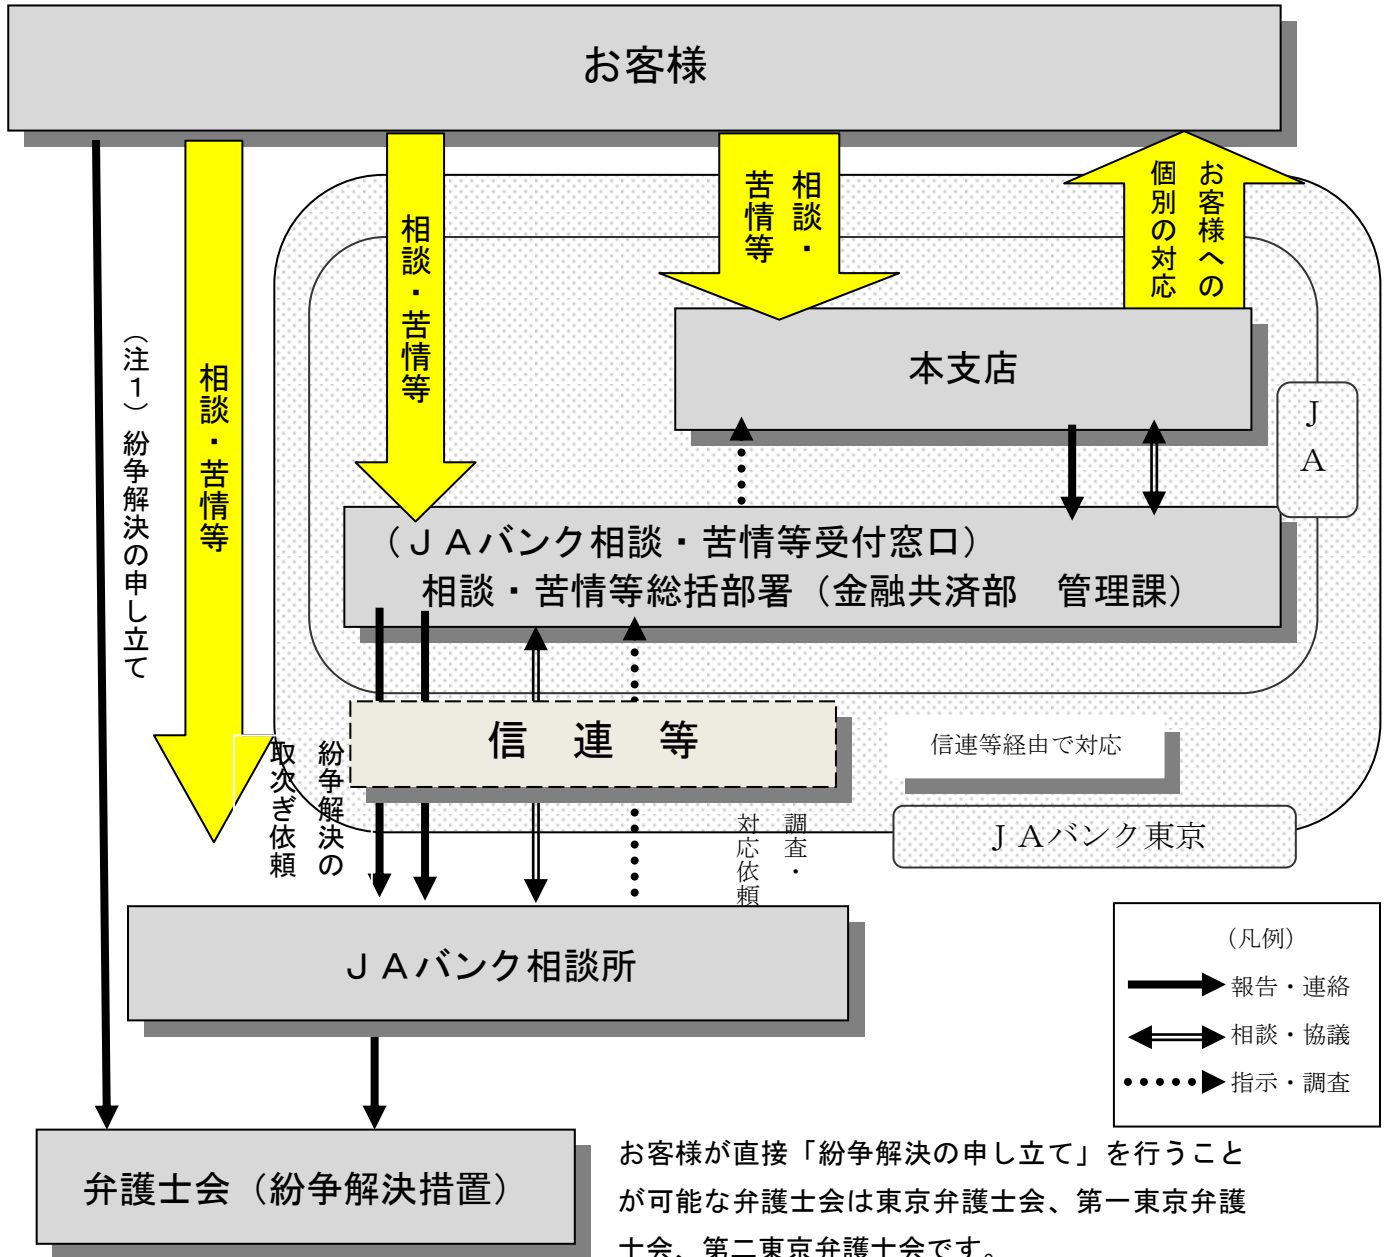 お客様
相談・苦情等
お客様への
個別の対応
相談・
苦情等
相談・苦情等
(注1)紛争解決の申し立て
本支店
JA
(JAバンク相談・苦情等受付窓口)
相談・苦情等総括部署(金融共済部 管理課)
信 連 等
信連等経由で対応
紛争解決の
取次ぎ依頼
調査・
対応依頼
JAバンク東京
JAバンク相談所
(凡例)
報告・連絡
相談・協議
指示・調査
弁護士会(紛争解決措置)
お客様が直接「紛争解決の申し立て」を行うこと
が可能な弁護士会は東京弁護士会、第一東京弁護
士会、第二東京弁護士会です。